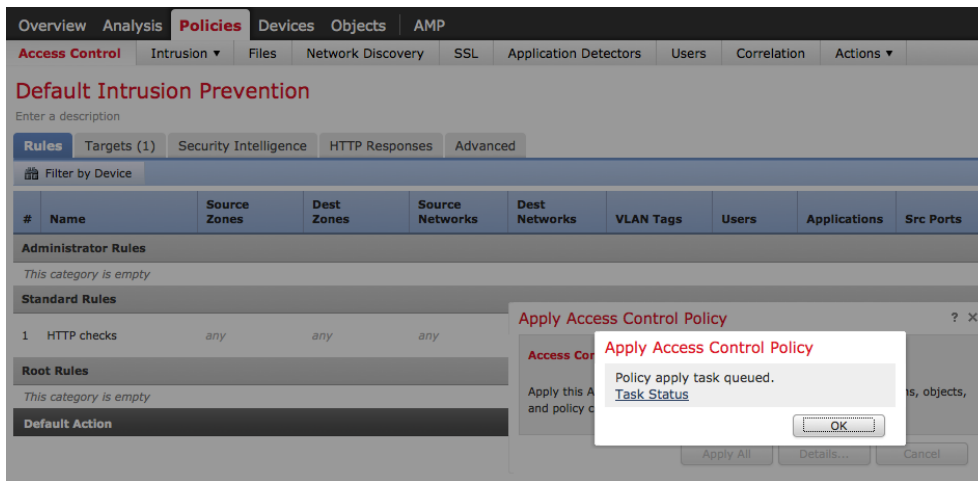 Overview Analysis Policies Devices Objects AMP
Access Control Intrusion ▼ Files Network Discovery SSL Application Detectors Users Correlation Actions ▼
Default Intrusion Prevention
Enter a description
Rules Targets (1) Security Intelligence HTTP Responses Advanced
Filter by Device
# Name Source Zones Dest Zones Source Networks Dest Networks VLAN Tags Users Applications Src Ports
Administrator Rules
This category is empty
Standard Rules
1 HTTP checks any any any
Root Rules
This category is empty
Default Action
Apply Access Control Policy ? X
Access Cor
Apply this A
ns, objects,
and policy c
Apply All Details... Cancel
Apply Access Control Policy
Policy apply task queued.
Task Status
OK